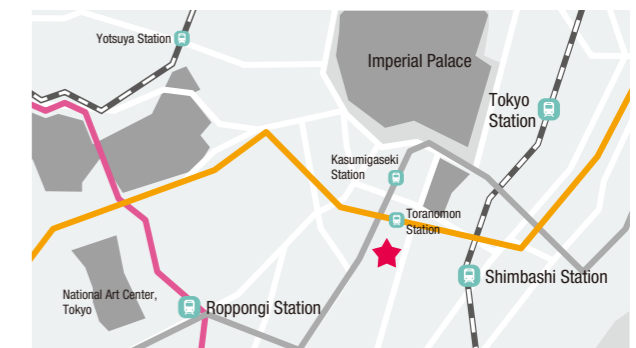 Yotsuya Station
Imperial Palace
Tokyo
Station
Kasumigaseki
Station
Toranomon
Station
Shimbashi Station
National Art Center,
Tokyo
Roppongi Station